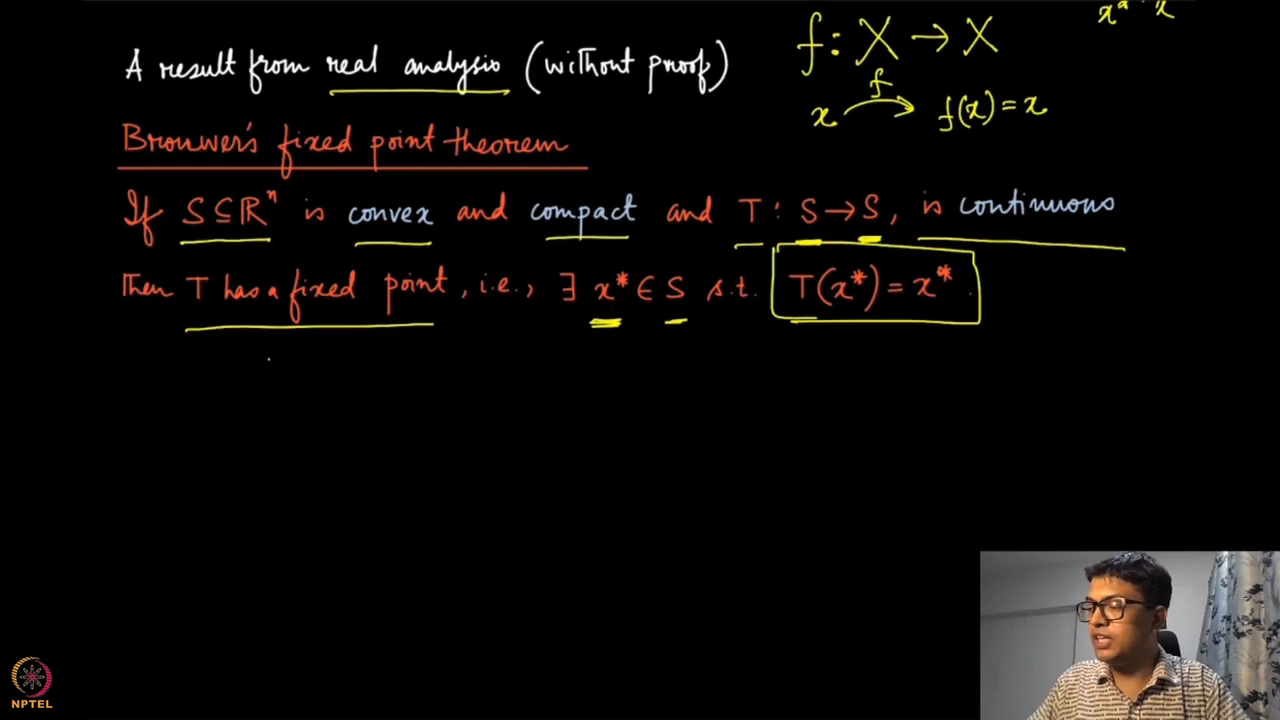 A result from real analysis (without proof)
f: X → X
x f f(x) = x
Brouwer's fixed point theorem
If S ⊆ ℝⁿ is convex and compact and T : S → S, is continuous
then T has a fixed point, i.e., ∃ x* ∈ S s.t. T(x*) = x*.
NPTEL